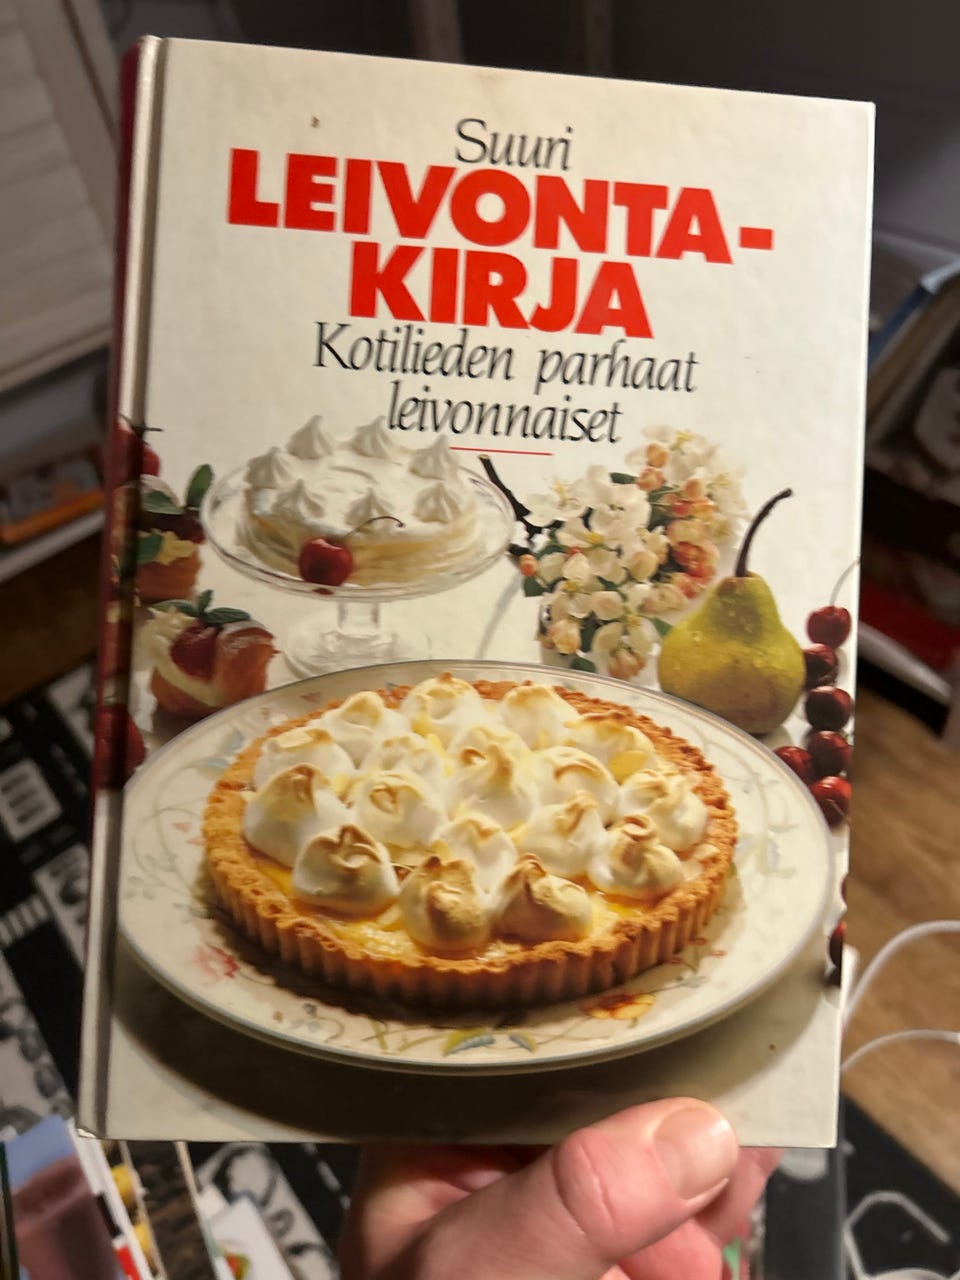 Suuri
LEIVONTA-
KIRJA
Kotilieden parhaat
leivonnaiset